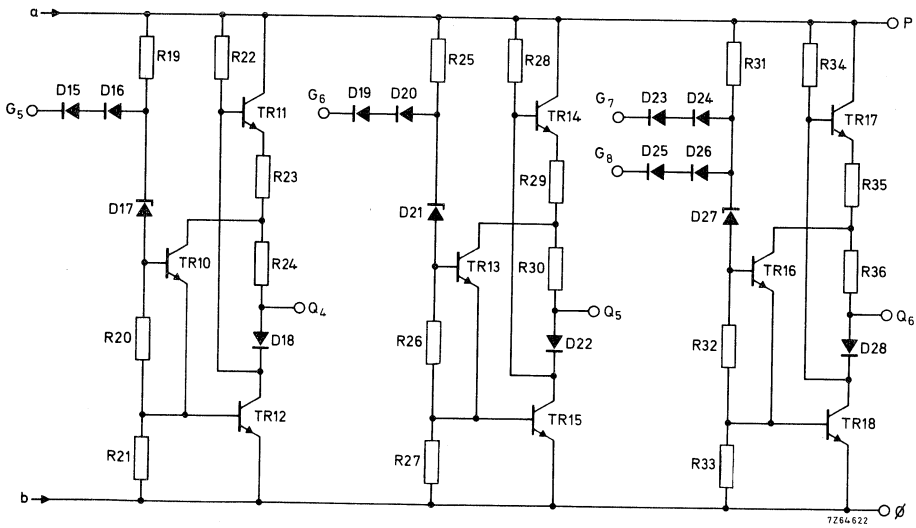 a
P
R19
R22
R25
R28
R31
R34
D15
D16
G5
TR11
G6
D19
D20
TR14
G7
D23
D24
TR17
G8
D25
D26
R23
R29
R35
D17
D21
D27
TR10
R24
TR13
R30
TR16
R36
Q4
Q5
Q6
R20
D18
R26
D22
R32
D28
TR12
TR15
TR18
R21
R27
R33
b
Ø
7Z64622